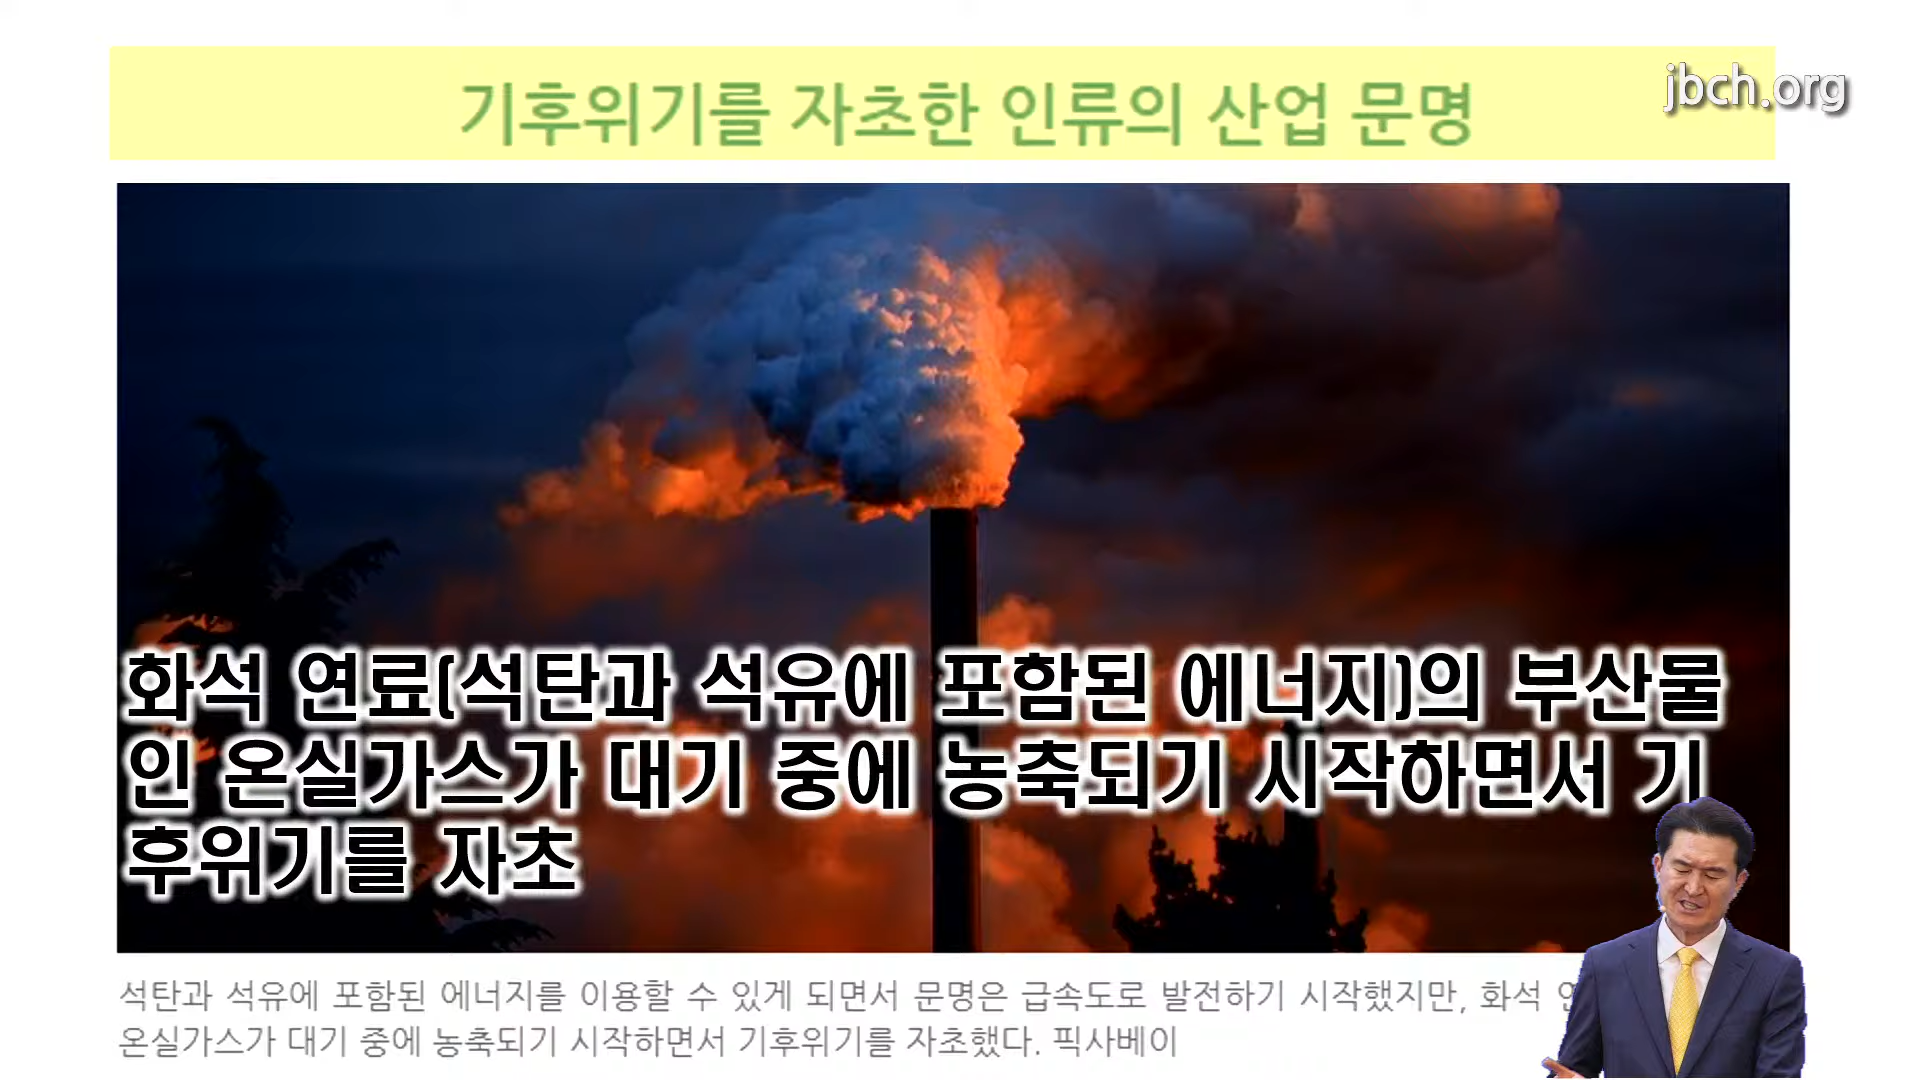 기후위기를 자초한 인류의 산업 문명
jbch.org
화석 연료(석탄과 석유에 포함된 에너지)의 부산물
인 온실가스가 대기 중에 농축되기 시작하면서 기
후위기를 자초
석탄과 석유에 포함된 에너지를 이용할 수 있게 되면서 문명은 급속도로 발전하기 시작했지만, 화석
온실가스가 대기 중에 농축되기 시작하면서 기후위기를 자초했다. 픽사베이